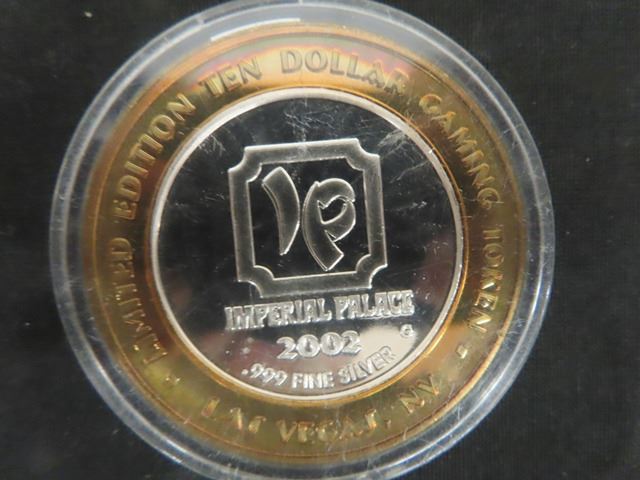 • LIMITED EDITION TEN DOLLAR GAMING TOKEN •
IP
IMPERIAL PALACE
G
2002
.999 FINE SILVER
LAS VEGAS, NV